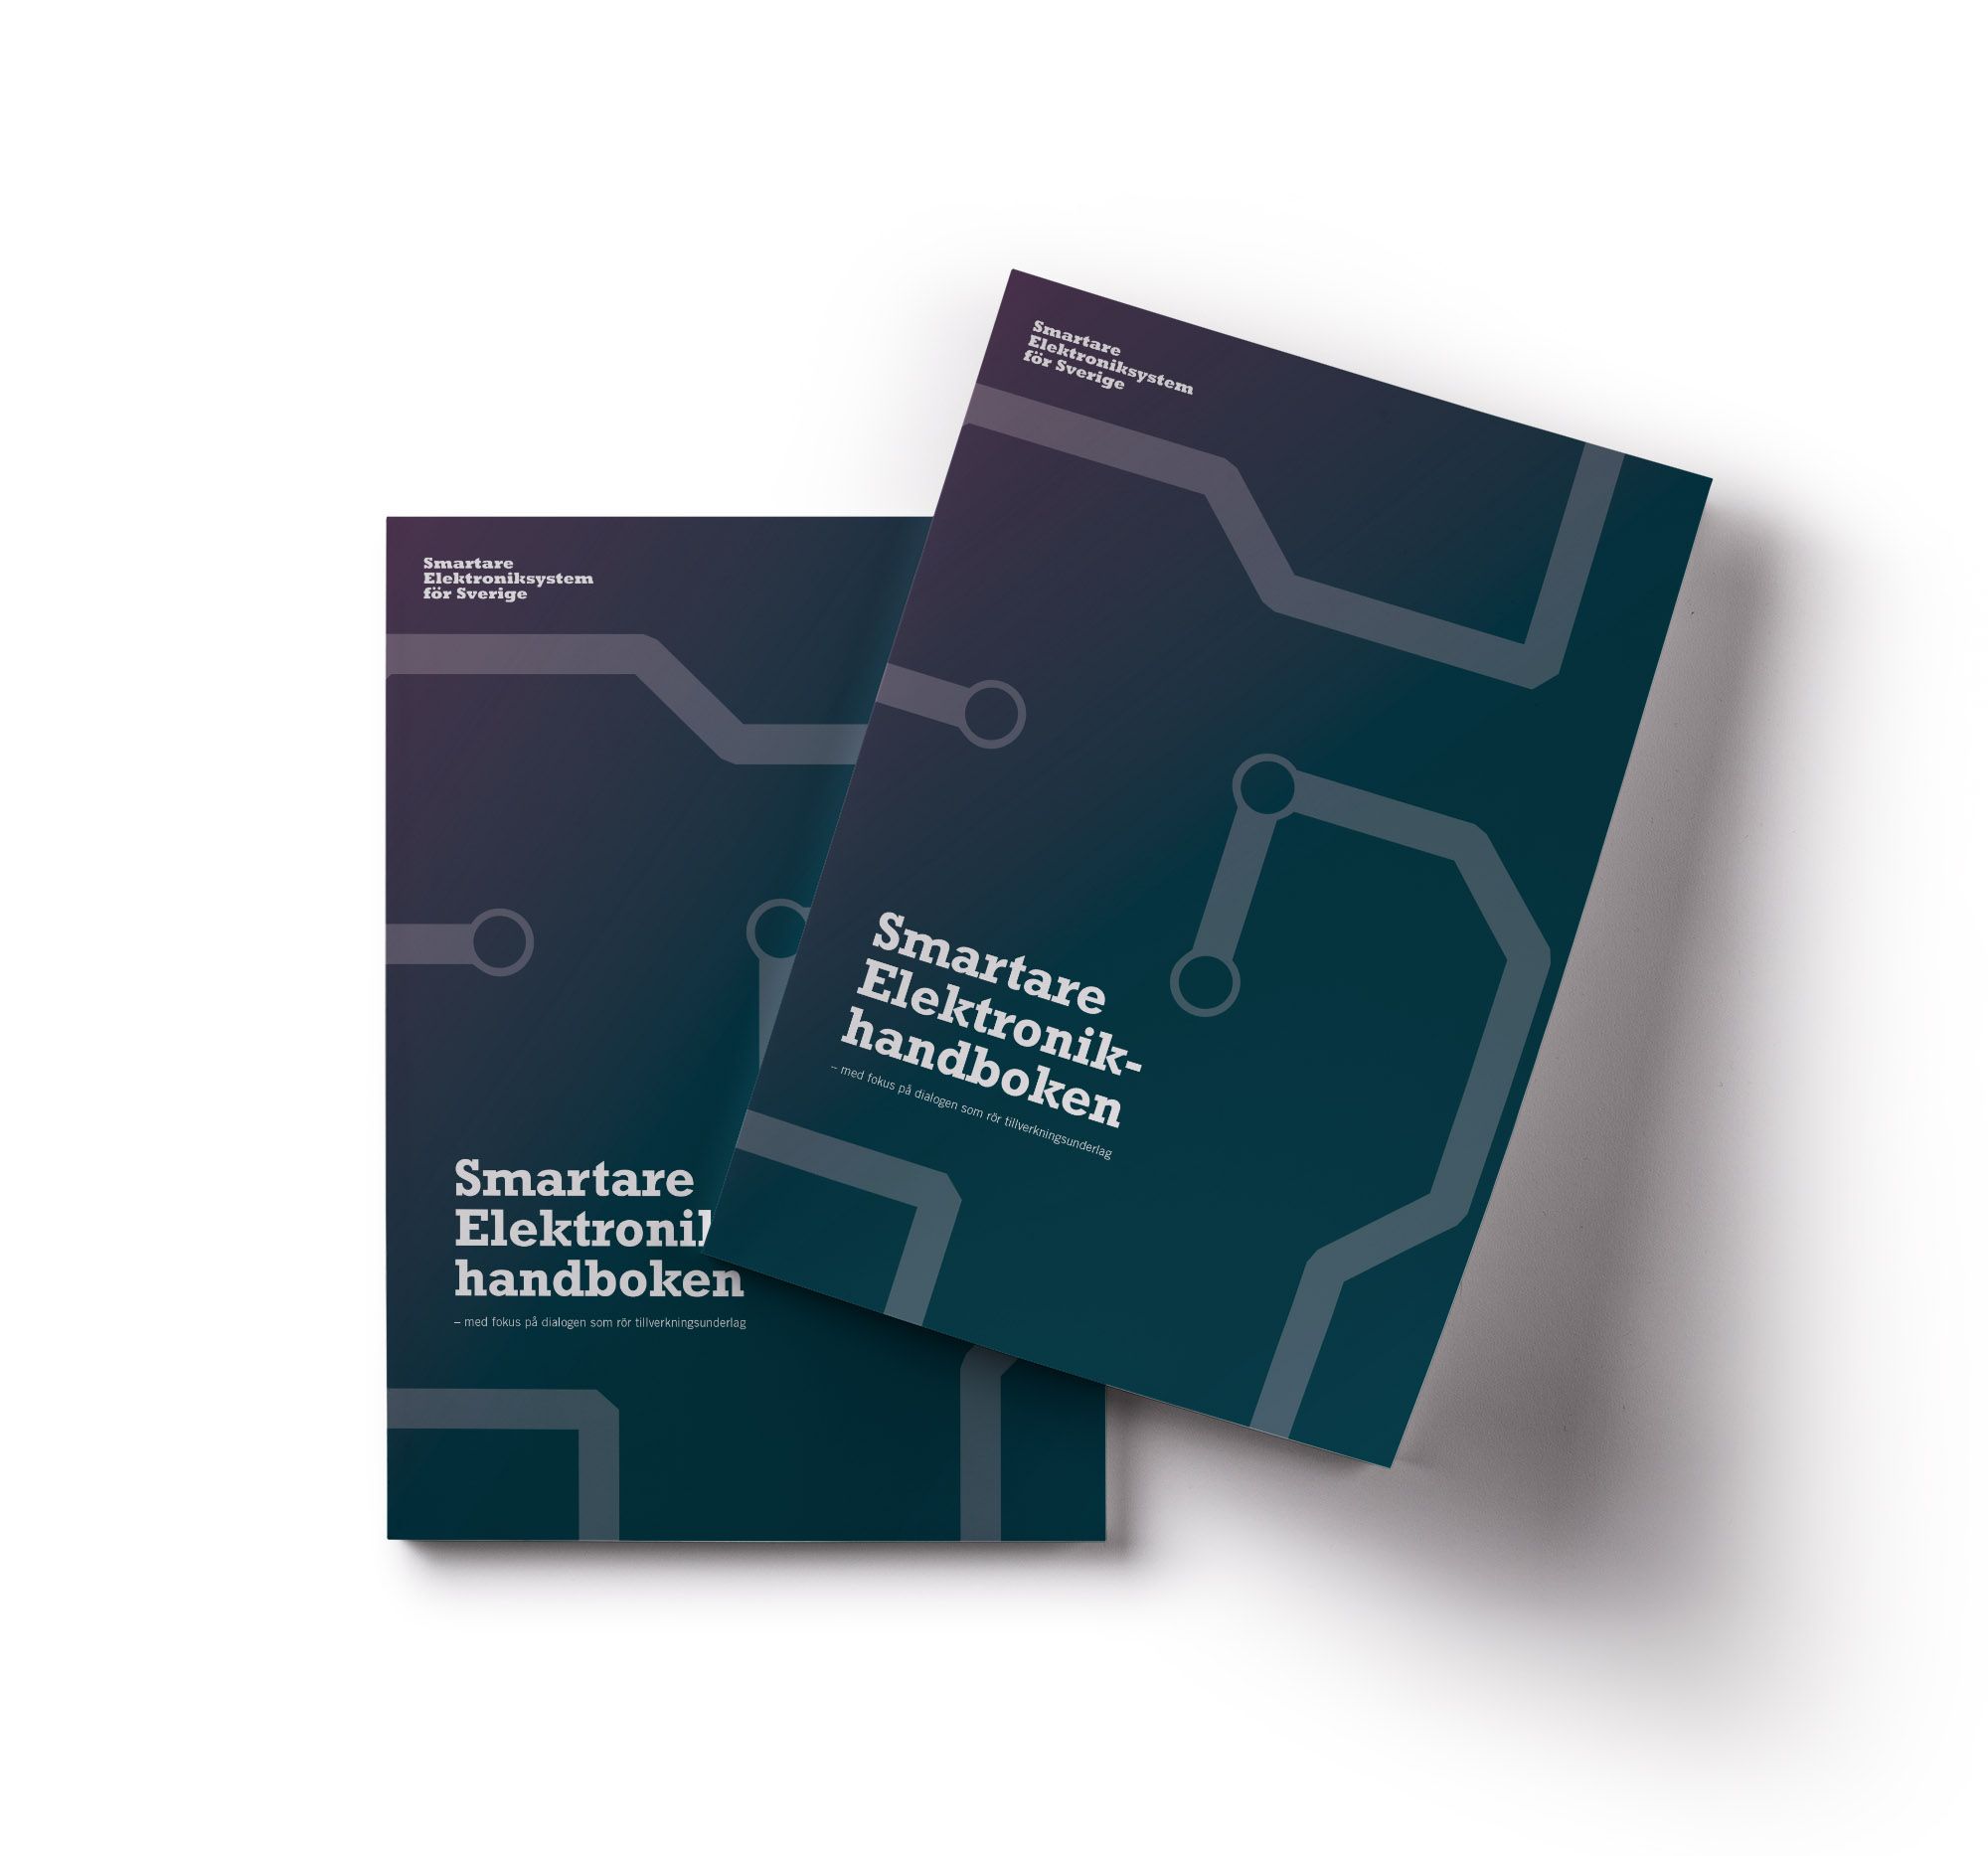 Smartare
Elektroniksystem
för Sverige
Smartare
Elektronik
handboken
– med fokus på dialogen som rör tillverkningsunderlag
Smartare
Elektroniksystem
för Sverige
Smartare
Elektronik-
handboken
– med fokus på dialogen som rör tillverkningsunderlag